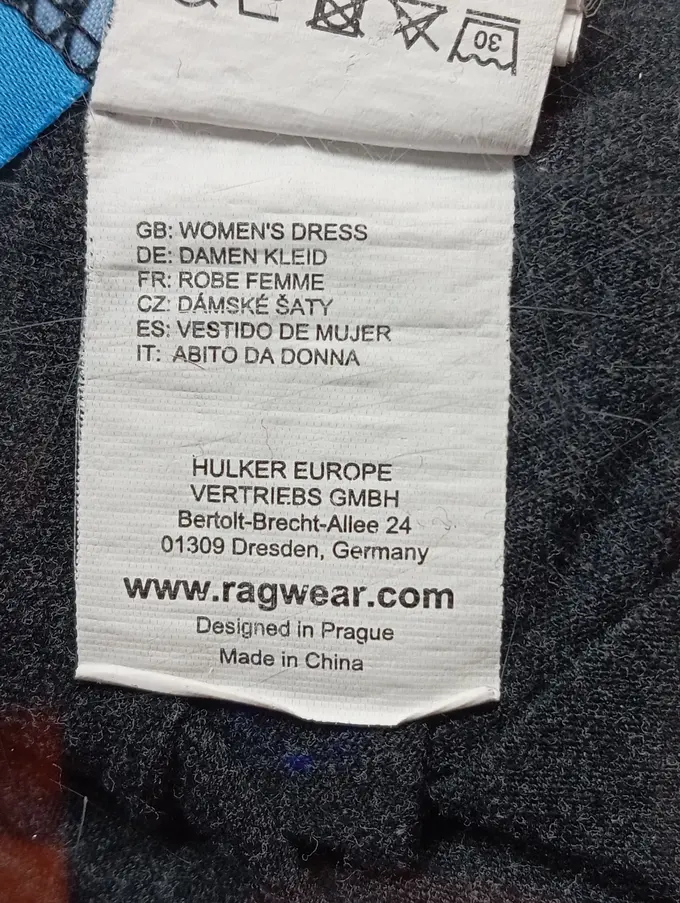 30
GB: WOMEN'S DRESS
DE: DAMEN KLEID
FR: ROBE FEMME
CZ: DÁMSKÉ ŠATY
ES: VESTIDO DE MUJER
IT: ABITO DA DONNA
HULKER EUROPE
VERTRIEBS GMBH
Bertolt-Brecht-Allee 24
01309 Dresden, Germany
www.ragwear.com
Designed in Prague
Made in China